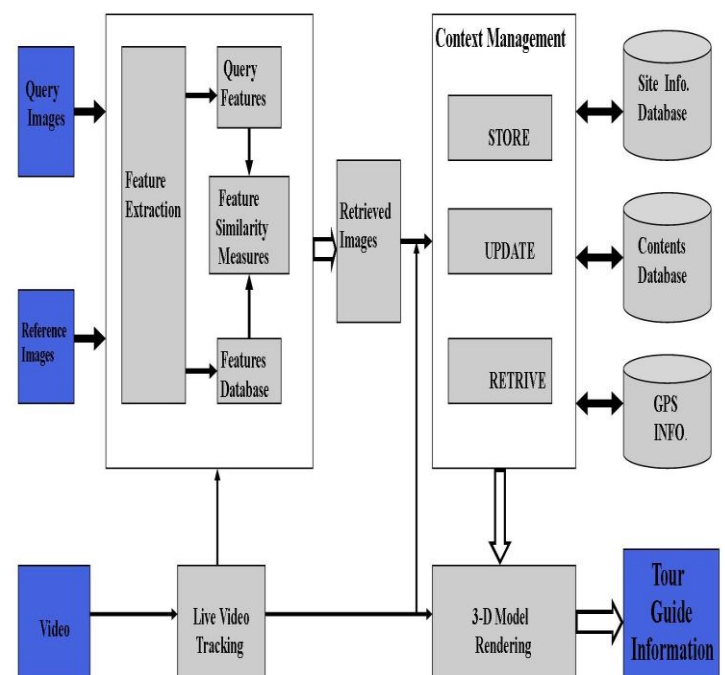 Query
Images
Reference
Images
Video
Feature
Extraction
Query
Features
Feature
Similarity
Measures
Features
Database
Retrieved
Images
Live Video
Tracking
Context Management
STORE
UPDATE
RETRIVE
3-D Model
Rendering
Site Info.
Database
Contents
Database
GPS
INFO.
Tour
Guide
Information